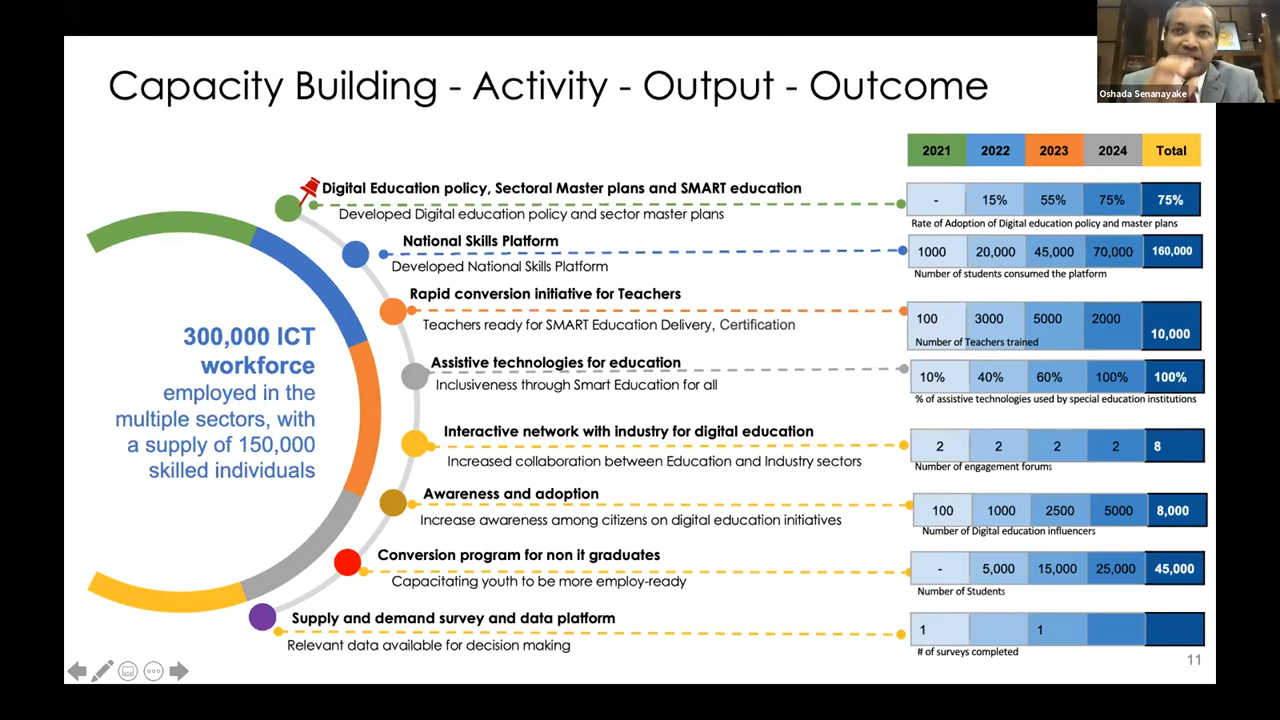 Oshada Senanayake
Capacity Building - Activity - Output - Outcome
2021 2022 2023 2024 Total
Digital Education policy, Sectoral Master plans and SMART education
Developed Digital education policy and sector master plans
- 15% 55% 75% 75%
Rate of Adoption of Digital education policy and master plans
National Skills Platform
Developed National Skills Platform
1000 20,000 45,000 70,000 160,000
Number of students consumed the platform
Rapid conversion initiative for Teachers
Teachers ready for SMART Education Delivery, Certification
100 3000 5000 2000 10,000
Number of Teachers trained
300,000 ICT
workforce
employed in the
multiple sectors, with
a supply of 150,000
skilled individuals
Assistive technologies for education
Inclusiveness through Smart Education for all
10% 40% 60% 100% 100%
% of assistive technologies used by special education institutions
Interactive network with industry for digital education
Increased collaboration between Education and Industry sectors
2 2 2 2 8
Number of engagement forums
Awareness and adoption
Increase awareness among citizens on digital education initiatives
100 1000 2500 5000 8,000
Number of Digital education influencers
Conversion program for non it graduates
Capacitating youth to be more employ-ready
- 5,000 15,000 25,000 45,000
Number of Students
Supply and demand survey and data platform
Relevant data available for decision making
1 1
# of surveys completed
11